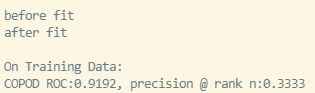 before fit
after fit
On Training Data:
COPOD ROC:0.9192, precision @ rank n:0.3333